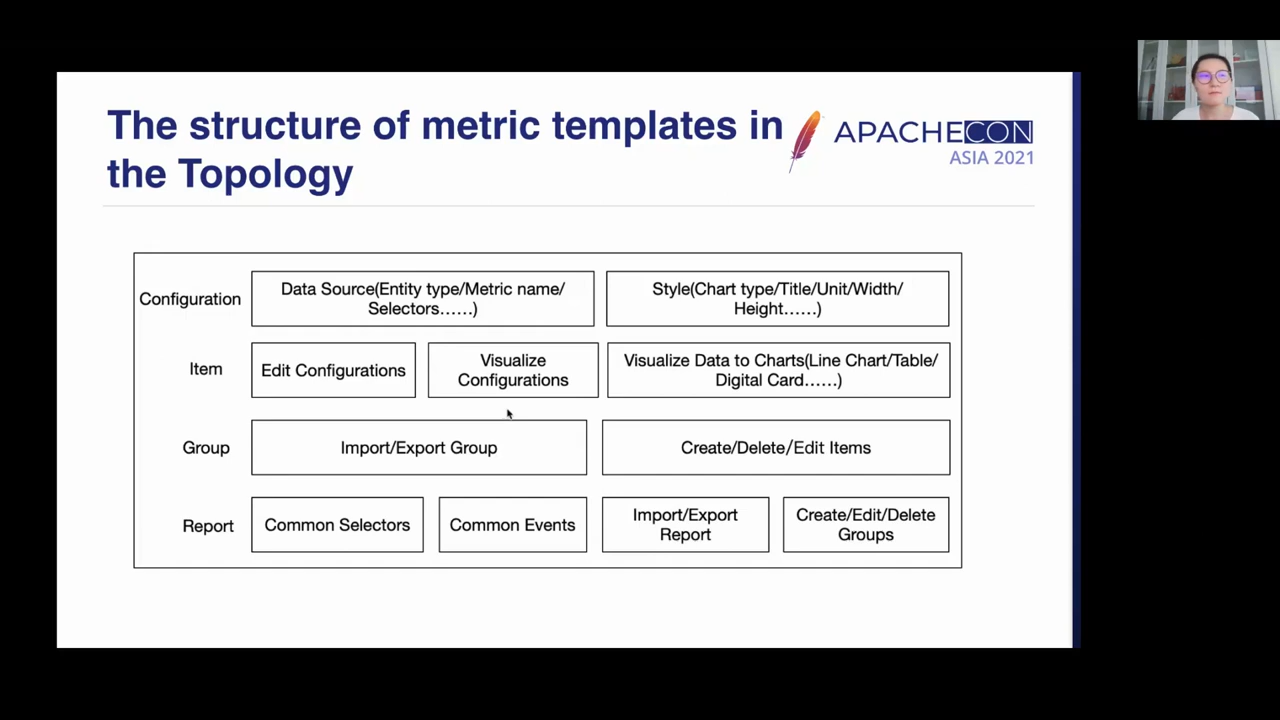 The structure of metric templates in
the Topology
APACHECON
ASIA 2021
Configuration
Data Source(Entity type/Metric name/
Selectors......)
Style(Chart type/Title/Unit/Width/
Height......)
Item
Edit Configurations
Visualize
Configurations
Visualize Data to Charts(Line Chart/Table/
Digital Card......)
Group
Import/Export Group
Create/Delete/Edit Items
Report
Common Selectors
Common Events
Import/Export
Report
Create/Edit/Delete
Groups